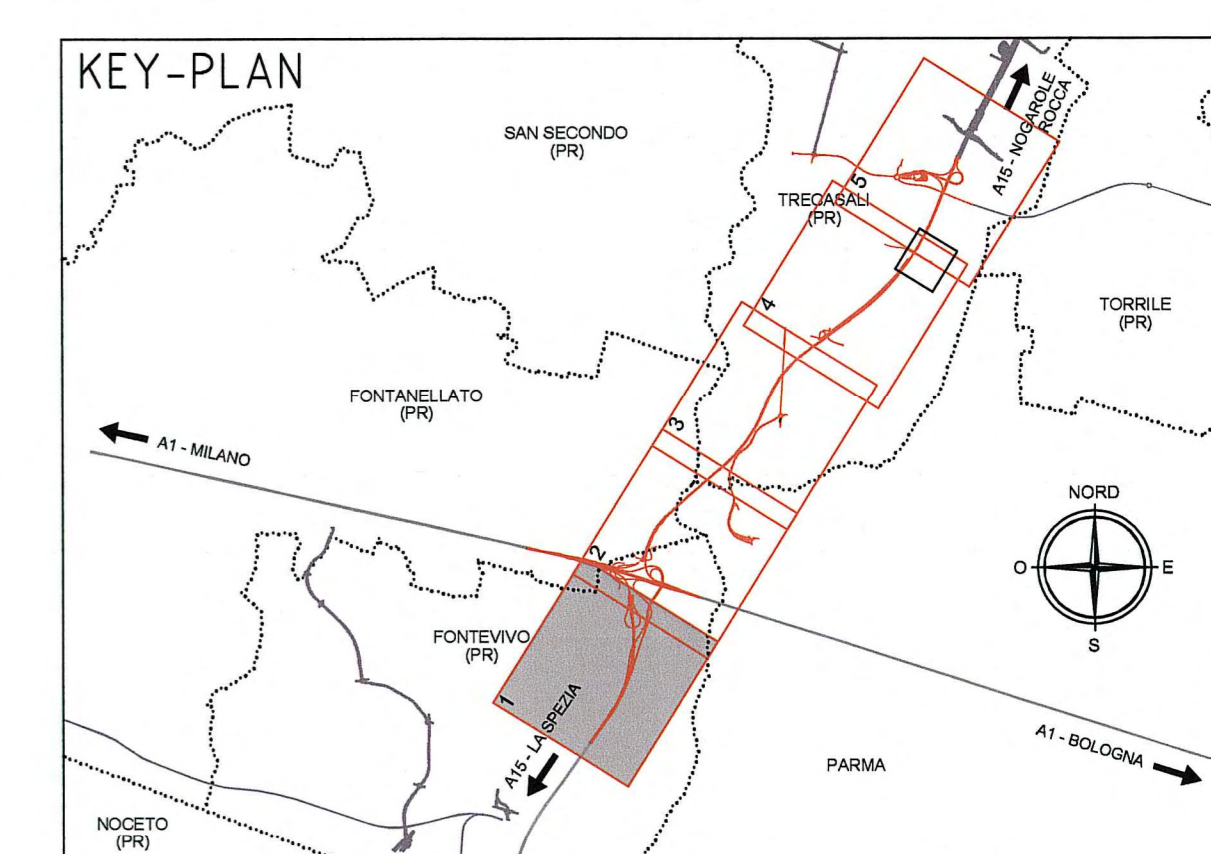 KEY-PLAN
SAN SECONDO
(PR)
A15 - NOGAROLE
ROCCA
5
TRECASALI
(PR)
4
TORRILE
(PR)
FONTANELLATO
(PR)
3
A1 - MILANO
NORD
O
E
S
2
FONTEVIVO
(PR)
1
A15 - LA SPEZIA
A1 - BOLOGNA
PARMA
NOCETO
(PR)